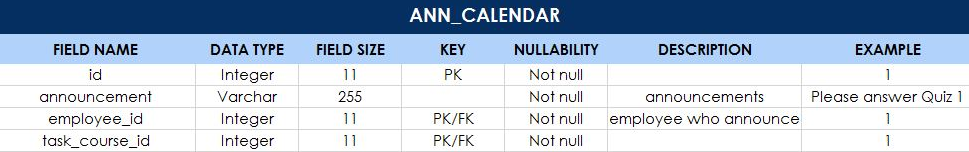 ANN_CALENDAR
FIELD NAME DATA TYPE FIELD SIZE KEY NULLABILITY DESCRIPTION EXAMPLE
id Integer 11 PK Not null 1
announcement Varchar 255 Not null announcements Please answer Quiz 1
employee_id Integer 11 PK/FK Not null employee who announce 1
task_course_id Integer 11 PK/FK Not null 1